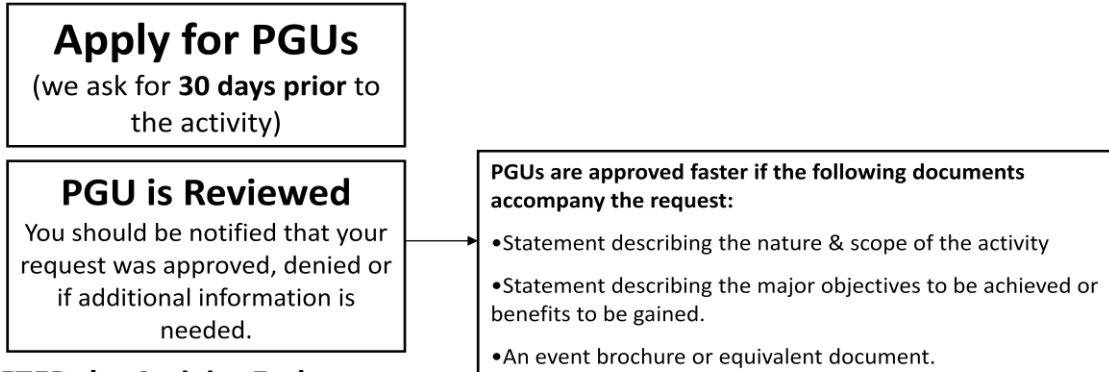 Apply for PGUs
(we ask for 30 days prior to
the activity)
PGU is Reviewed
You should be notified that your
request was approved, denied or
if additional information is
needed.
PGUs are approved faster if the following documents
accompany the request:
•Statement describing the nature & scope of the activity
•Statement describing the major objectives to be achieved or
benefits to be gained.
•An event brochure or equivalent document.